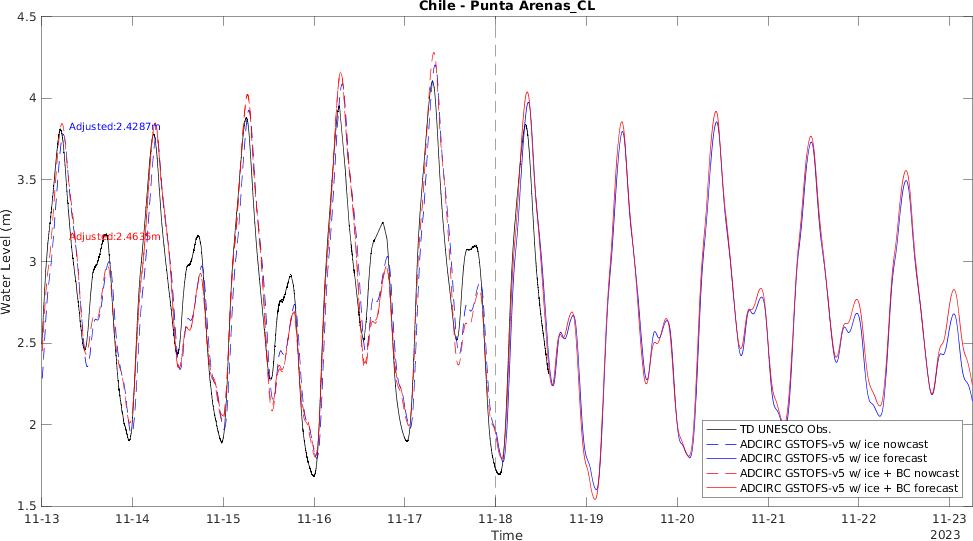 Chile - Punta Arenas_CL
4.5
4
3.5
3
2.5
2
1.5
Water Level (m)
Adjusted:2.4287m
Adjusted:2.4635m
TD UNESCO Obs.
ADCIRC GSTOFS-v5 w/ ice nowcast
ADCIRC GSTOFS-v5 w/ ice forecast
ADCIRC GSTOFS-v5 w/ ice + BC nowcast
ADCIRC GSTOFS-v5 w/ ice + BC forecast
11-13 11-14 11-15 11-16 11-17 11-18 11-19 11-20 11-21 11-22 11-23
Time
2023